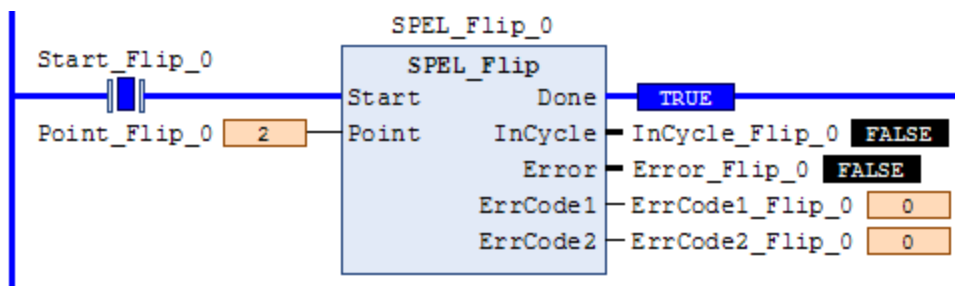 SPEL_Flip_0
Start_Flip_0
SPEL_Flip
Start Done TRUE
Point_Flip_0 2 Point InCycle InCycle_Flip_0 FALSE
Error Error_Flip_0 FALSE
ErrCode1 ErrCode1_Flip_0 0
ErrCode2 ErrCode2_Flip_0 0